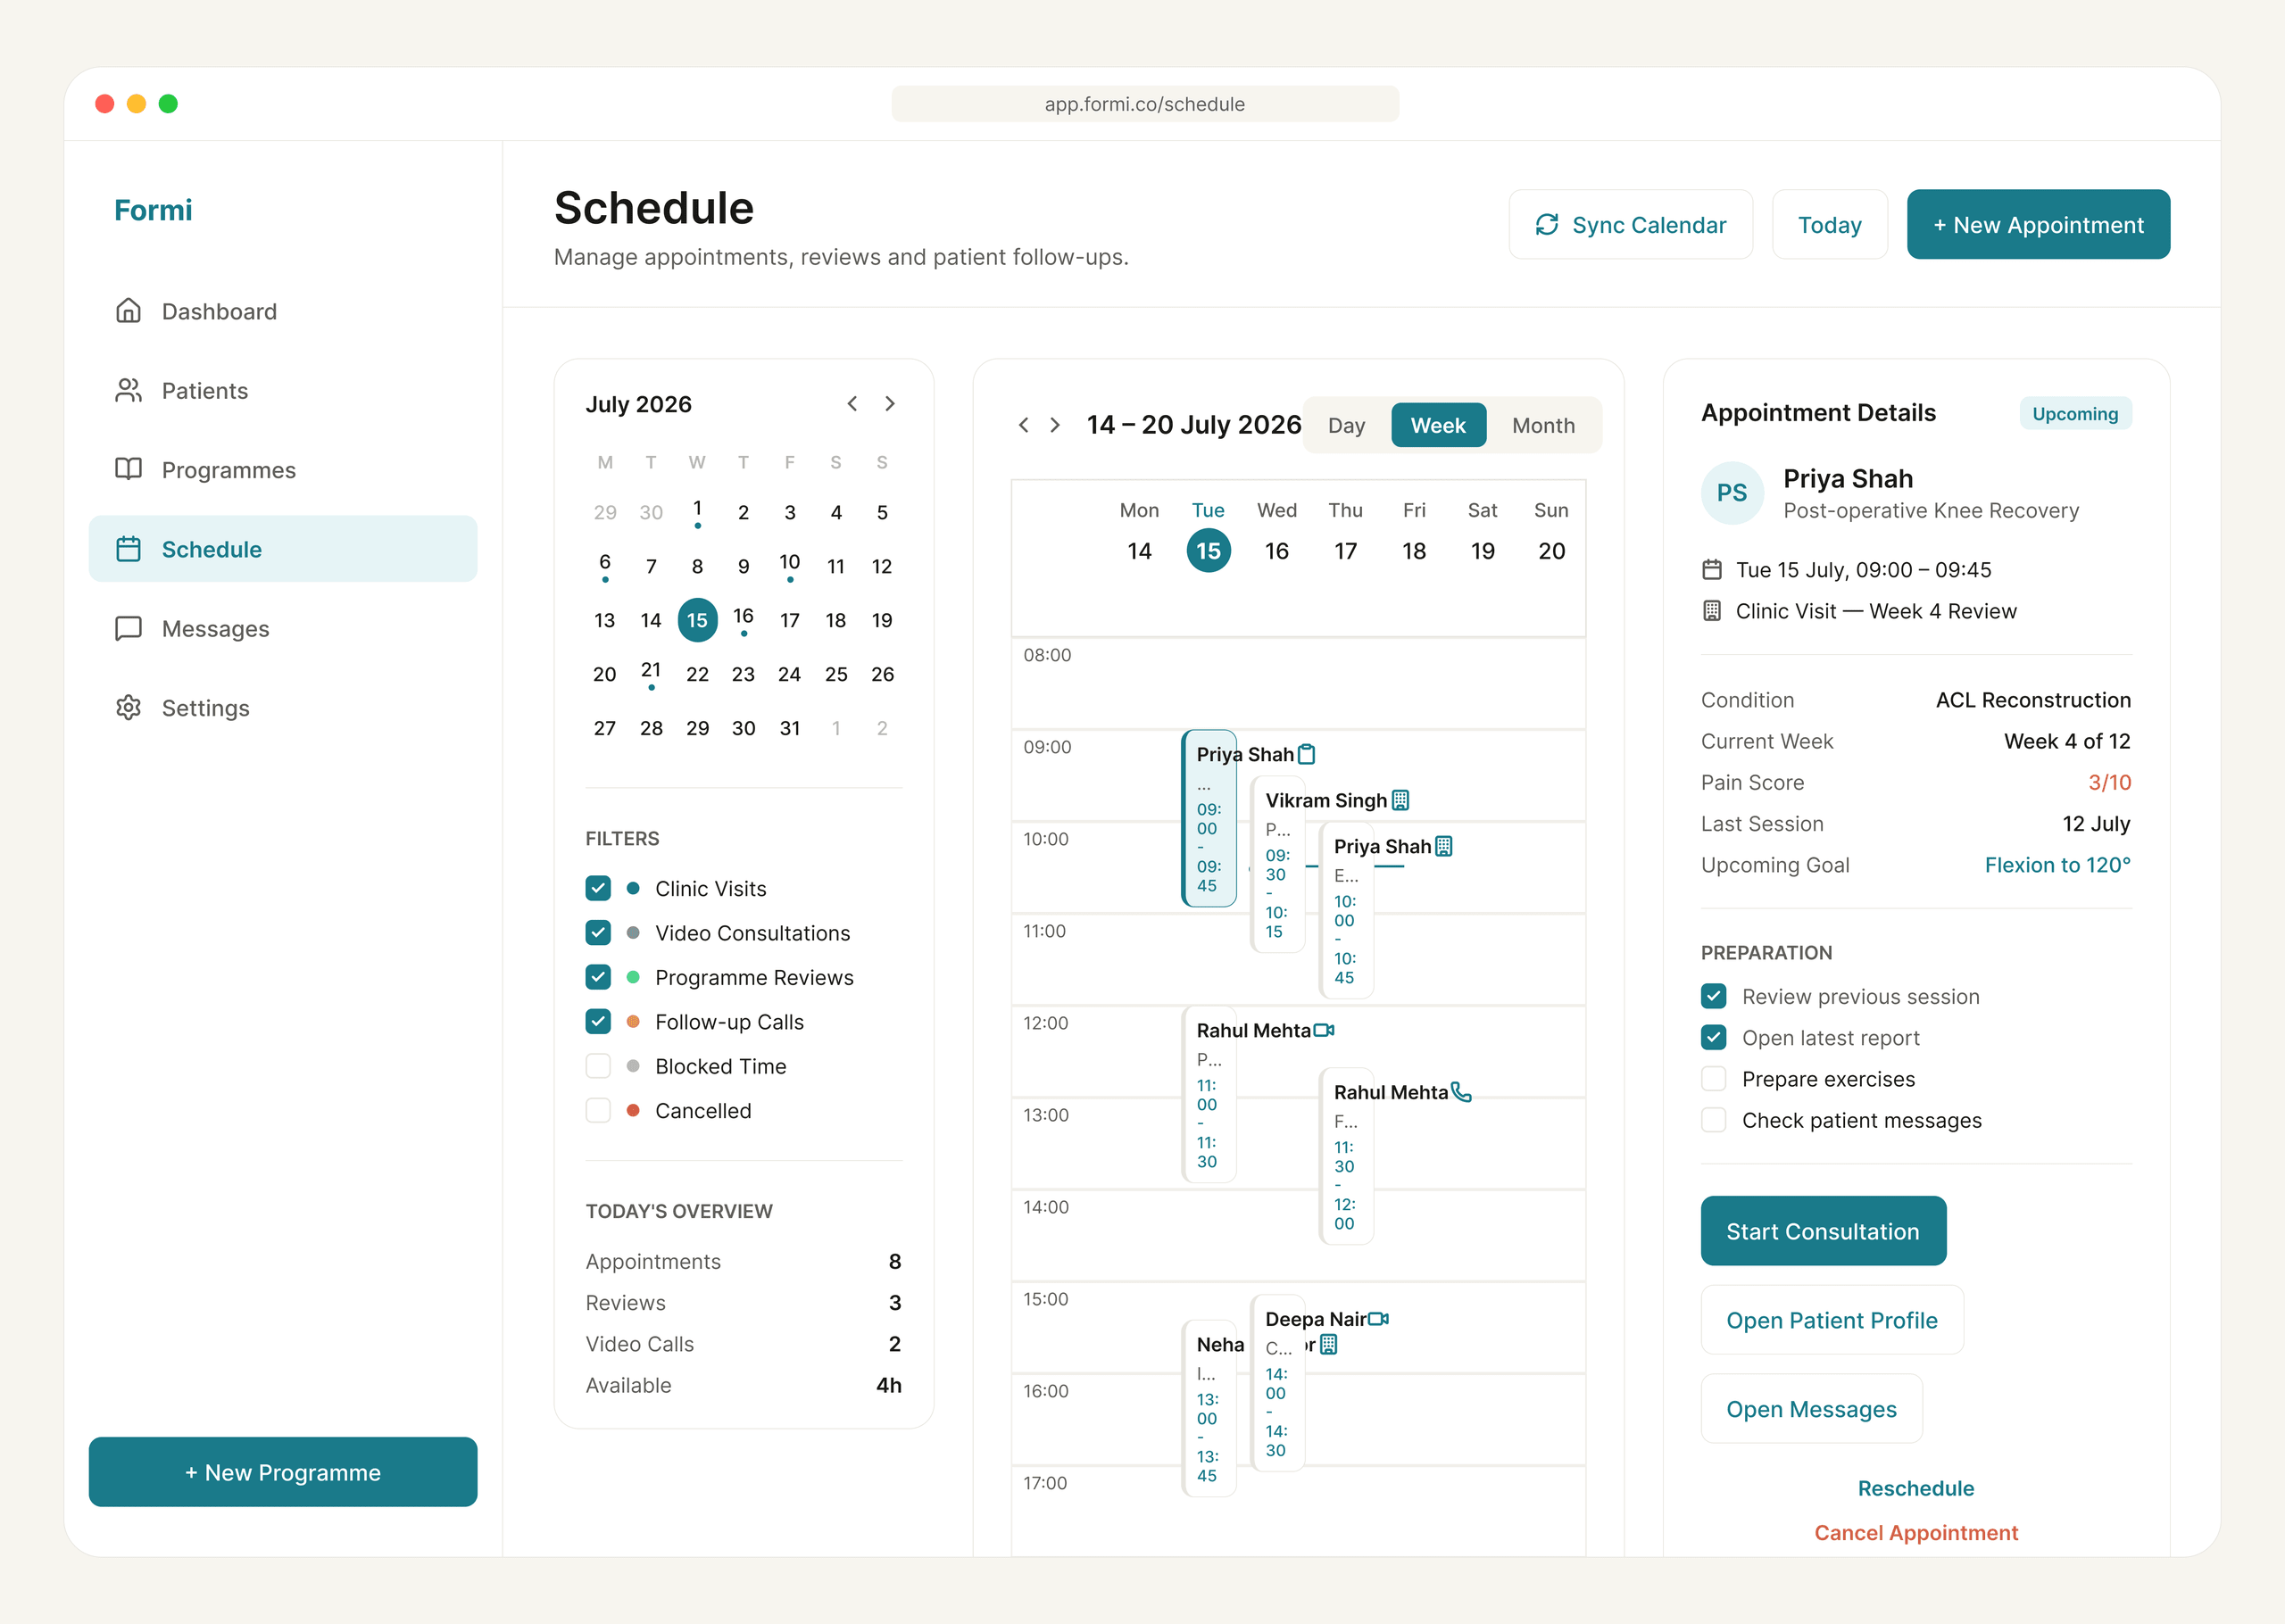 app.formi.co/schedule
Formi
Dashboard
Patients
Programmes
Schedule
Messages
Settings
+ New Programme
Schedule
Manage appointments, reviews and patient follow-ups.
Sync Calendar
Today
+ New Appointment
July 2026
M T W T F S S
29 30 1 2 3 4 5
6 7 8 9 10 11 12
13 14 15 16 17 18 19
20 21 22 23 24 25 26
27 28 29 30 31 1 2
FILTERS
Clinic Visits
Video Consultations
Programme Reviews
Follow-up Calls
Blocked Time
Cancelled
TODAY'S OVERVIEW
Appointments 8
Reviews 3
Video Calls 2
Available 4h
14 – 20 July 2026
Day Week Month
Mon Tue Wed Thu Fri Sat Sun
14 15 16 17 18 19 20
08:00
09:00
10:00
11:00
12:00
13:00
14:00
15:00
16:00
17:00
Priya Shah
...
09:
00
-
09:
45
Vikram Singh
P...
09:
30
-
10:
15
Priya Shah
E...
10:
00
-
10:
45
Rahul Mehta
P...
11:
00
-
11:
30
Rahul Mehta
F...
11:
30
-
12:
00
Deepa Nair
C...
14:
00
-
14:
30
Neha
I...
13:
00
-
13:
45
Appointment Details
Upcoming
PS
Priya Shah
Post-operative Knee Recovery
Tue 15 July, 09:00 – 09:45
Clinic Visit — Week 4 Review
Condition ACL Reconstruction
Current Week Week 4 of 12
Pain Score 3/10
Last Session 12 July
Upcoming Goal Flexion to 120°
PREPARATION
Review previous session
Open latest report
Prepare exercises
Check patient messages
Start Consultation
Open Patient Profile
Open Messages
Reschedule
Cancel Appointment